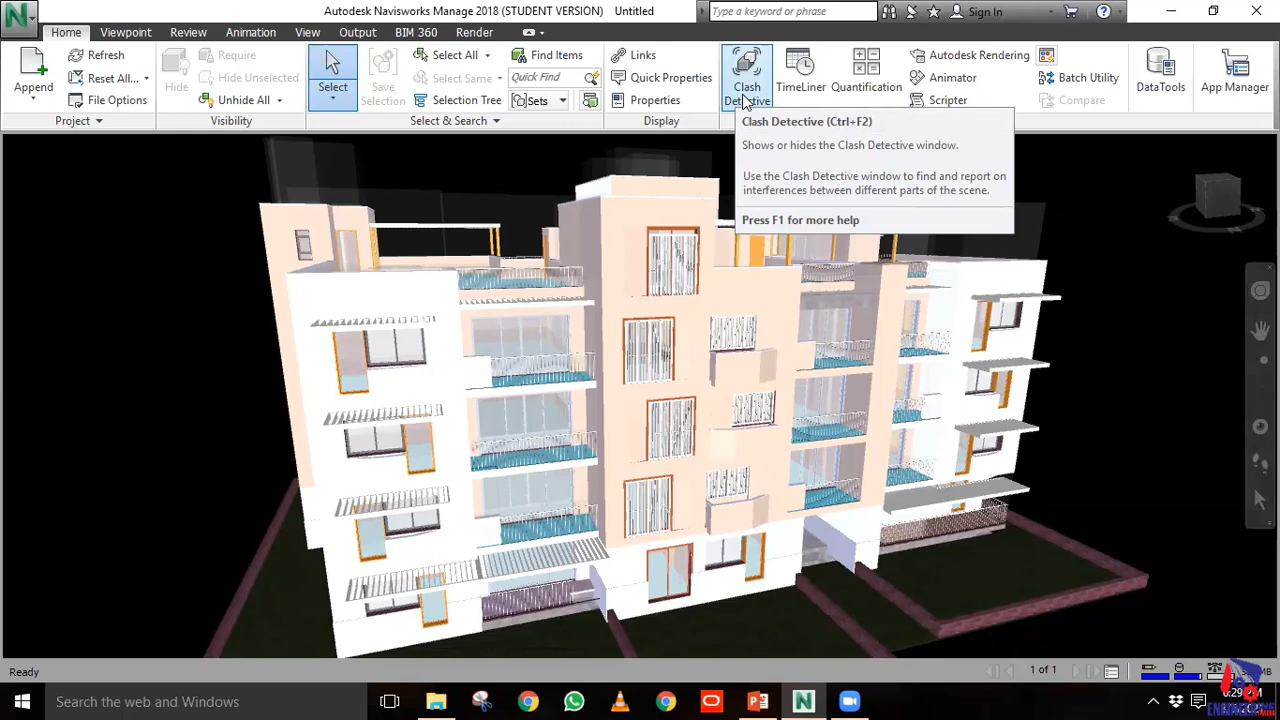 Autodesk Navisworks Manage 2018 (STUDENT VERSION) Untitled
Type a keyword or phrase
Sign In
Home Viewpoint Review Animation View Output BIM 360 Render
Append
Refresh
Reset All...
File Options
Project
Hide
Require
Hide Unselected
Unhide All
Visibility
Select
Save
Selection
Select All
Select Same
Selection Tree
Find Items
Quick Find
Sets
Select & Search
Links
Quick Properties
Properties
Display
Clash
Detective
TimeLiner
Quantification
Autodesk Rendering
Animator
Scripter
Batch Utility
Compare
DataTools
App Manager
Clash Detective (Ctrl+F2)
Shows or hides the Clash Detective window.
Use the Clash Detective window to find and report on
interferences between different parts of the scene.
Press F1 for more help
Ready
1 of 1
Search the web and Windows